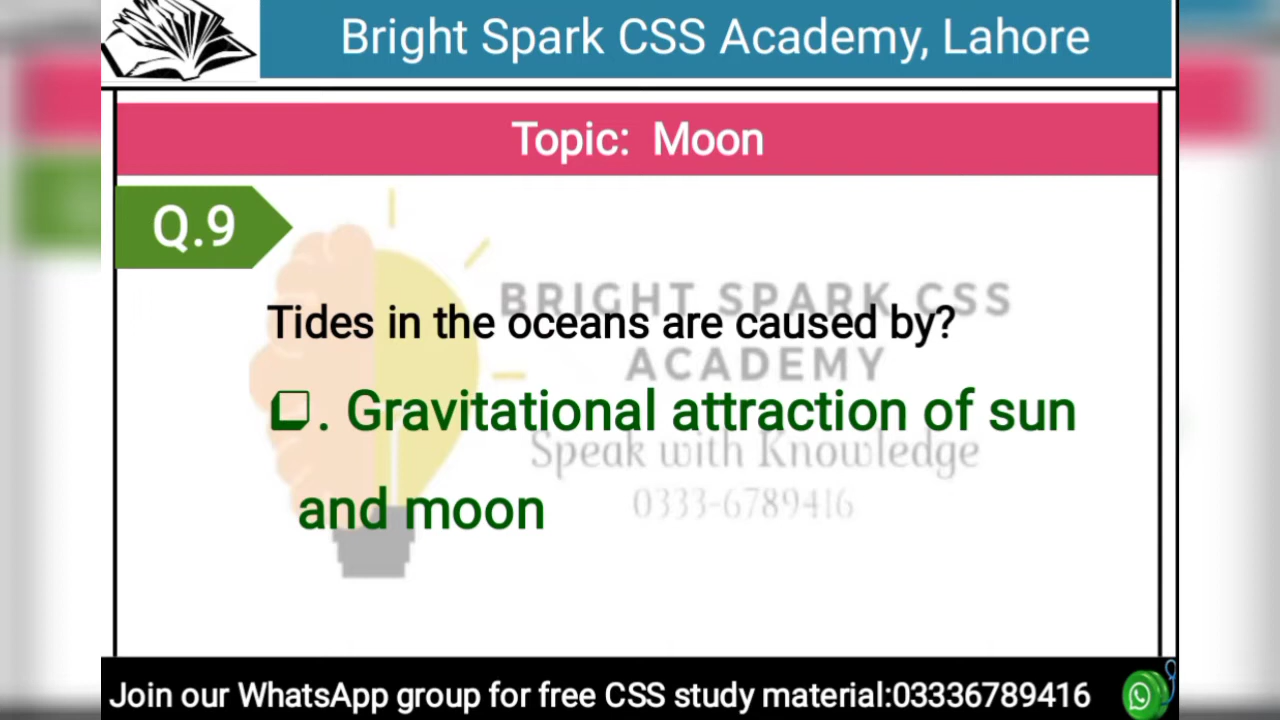 Bright Spark CSS Academy, Lahore
Topic: Moon
Q.9
BRIGHT SPARK CSS
Tides in the oceans are caused by?
ACADEMY
❑. Gravitational attraction of sun
Speak with Knowledge
0333-6789416
and moon
Join our WhatsApp group for free CSS study material:03336789416